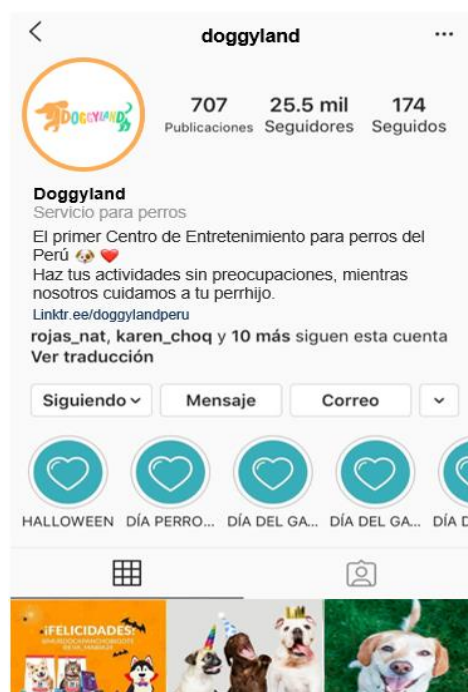 doggyland
DOGGYLAND
707 25.5 mil 174
Publicaciones Seguidores Seguidos
Doggyland
Servicio para perros
El primer Centro de Entretenimiento para perros del
Perú 🐶 ❤️
Haz tus actividades sin preocupaciones, mientras
nosotros cuidamos a tu perrhijo.
Linktr.ee/doggylandperu
rojas_nat, karen_choq y 10 más siguen esta cuenta
Ver traducción
Siguiendo Mensaje Correo
HALLOWEEN DÍA PERRO... DÍA DEL GA... DÍA DEL GA... DÍA D
¡FELICIDADES!